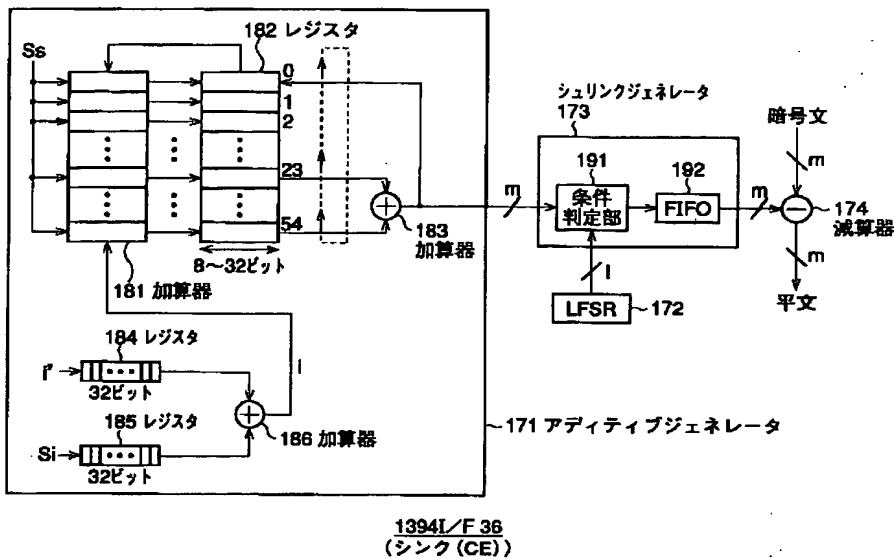 182 レジスタ
Ss
0
1
2
23
54
183
加算器
8～32ビット
181 加算器
184 レジスタ
i'
32ビット
185 レジスタ
Si
32ビット
186 加算器
171 アディティブジェネレータ
m
シュリンクジェネレータ
173
191
条件
判定部
192
FIFO
LFSR
172
暗号文
m
m
174
減算器
m
平文
1394I/F 36
(シンク(CE))